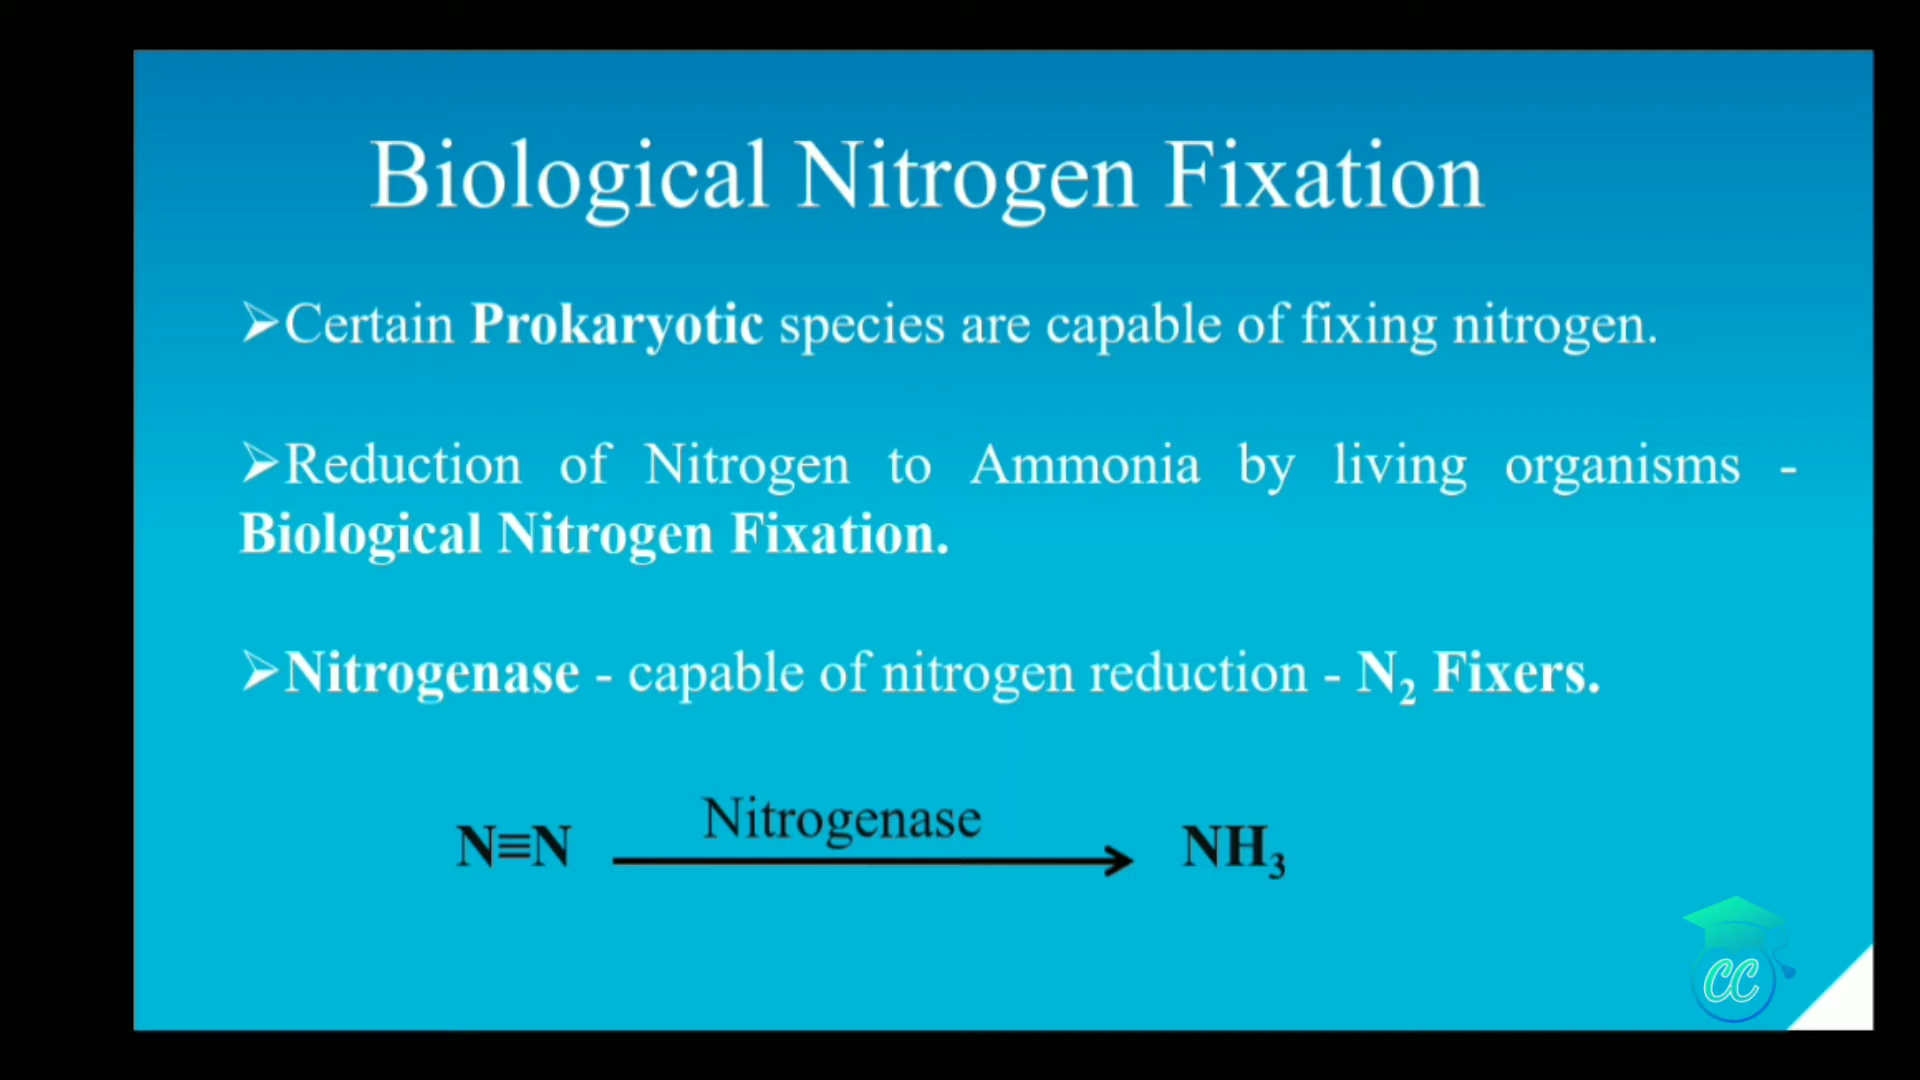 Biological Nitrogen Fixation
➢Certain Prokaryotic species are capable of fixing nitrogen.
➢Reduction of Nitrogen to Ammonia by living organisms -
Biological Nitrogen Fixation.
➢Nitrogenase - capable of nitrogen reduction - N₂ Fixers.
Nitrogenase
N≡N NH₃
CC